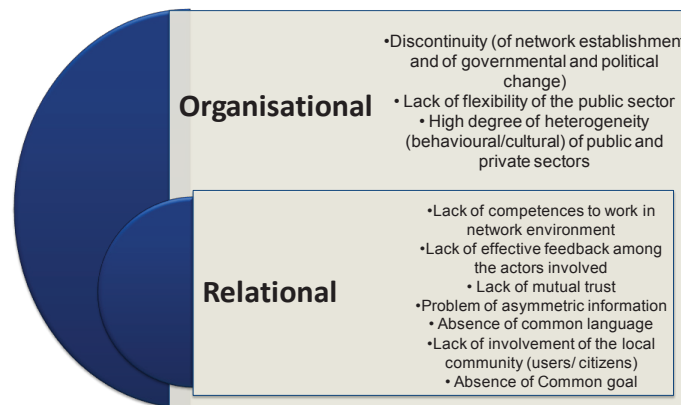 Organisational
•Discontinuity (of network establishment
and of governmental and political
change)
• Lack of flexibility of the public sector
• High degree of heterogeneity
(behavioural/cultural) of public and
private sectors
Relational
•Lack of competences to work in
network environment
•Lack of effective feedback among
the actors involved
• Lack of mutual trust
•Problem of asymmetric information
• Absence of common language
•Lack of involvement of the local
community (users/ citizens)
• Absence of Common goal